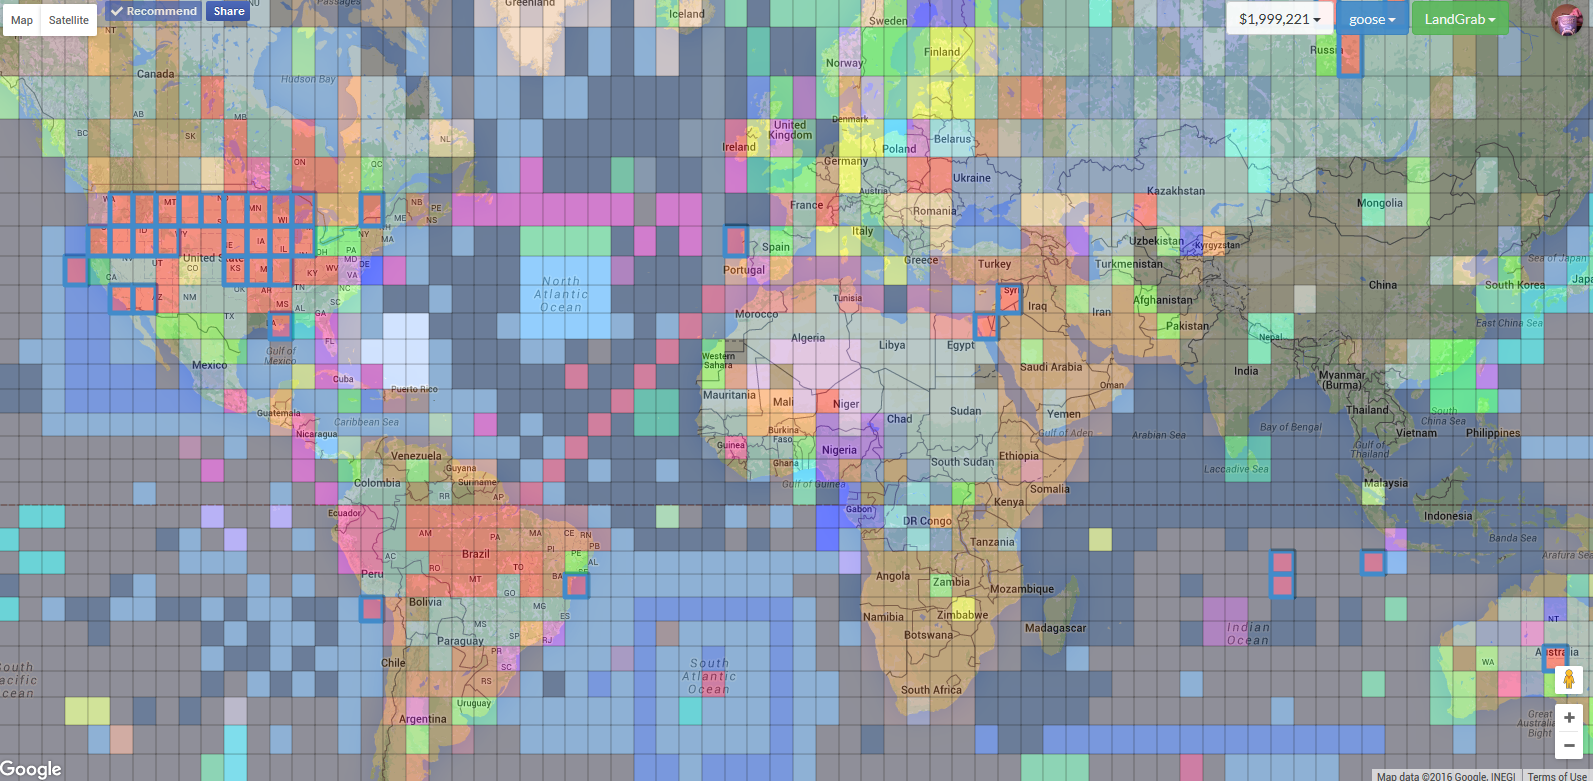 Map
Satellite
Recommend
Share
$1,999,221
goose
LandGrab
Greenland
Iceland
Sweden
Finland
Norway
Russia
NT
Passages
Canada
Hudson Bay
AB
MB
SK
BC
ON
QC
NL
NB
PE
NS
ME
United Kingdom
Ireland
Denmark
Poland
Belarus
Germany
Ukraine
Austria
France
Romania
Italy
Spain
Portugal
Greece
Turkey
Kazakhstan
Mongolia
Uzbekistan
Kyrgyzstan
Turkmenistan
Afghanistan
China
South Korea
Sea of Japan
East China Sea
WA
MT
MN
WI
ID
WY
IA
IL
OH
NY
MA
PA
MD
DE
VA
WV
KY
KS
CO
UT
NV
CA
AZ
NM
OK
AR
TN
NC
SC
MS
AL
GA
TX
LA
FL
United States
North
Atlantic
Ocean
Gulf of
Mexico
Mexico
Cuba
Puerto Rico
Guatemala
Caribbean Sea
Nicaragua
Morocco
Tunisia
Algeria
Libya
Egypt
Western
Sahara
Mauritania
Mali
Niger
Chad
Sudan
Burkina
Faso
Guinea
Ghana
Nigeria
Gulf of Guinea
South Sudan
Ethiopia
Somalia
Kenya
Gabon
DR Congo
Tanzania
Angola
Zambia
Mozambique
Namibia
Zimbabwe
Botswana
Madagascar
South Africa
Iraq
Iran
Pakistan
Saudi Arabia
Oman
Yemen
Gulf of Aden
Arabian Sea
Nepal
India
Myanmar
(Burma)
Bay of Bengal
Thailand
Vietnam
South
China Sea
Philippines
Gulf of
Thailand
Laccadive Sea
Malaysia
Indonesia
Banda Sea
Arafura Sea
Venezuela
Guyana
Suriname
Colombia
RR
AP
Ecuador
AM
PA
MA
CE
RN
PB
PI
PE
AL
AC
Brazil
RO
TO
MT
BA
Peru
Bolivia
GO
MG
MS
ES
SP
RJ
Paraguay
PR
SC
RS
Chile
Uruguay
Argentina
South
Atlantic
Ocean
Indian
Ocean
NT
WA
Australia
Great
Australian
Bight
Google
Map data ©2016 Google, INEGI
Terms of Use